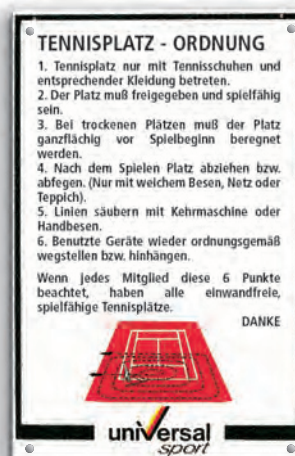 TENNISPLATZ - ORDNUNG
1. Tennisplatz nur mit Tennisschuhen und
entsprechender Kleidung betreten.
2. Der Platz muß freigegeben und spielfähig
sein.
3. Bei trockenen Plätzen muß der Platz
ganzflächig vor Spielbeginn beregnet
werden.
4. Nach dem Spielen Platz abziehen bzw.
abfegen. (Nur mit weichem Besen, Netz oder
Teppich).
5. Linien säubern mit Kehrmaschine oder
Handbesen.
6. Benutzte Geräte wieder ordnungsgemäß
wegstellen bzw. hinhängen.
Wenn jedes Mitglied diese 6 Punkte
beachtet, haben alle einwandfreie,
spielfähige Tennisplätze.
DANKE
universal
sport